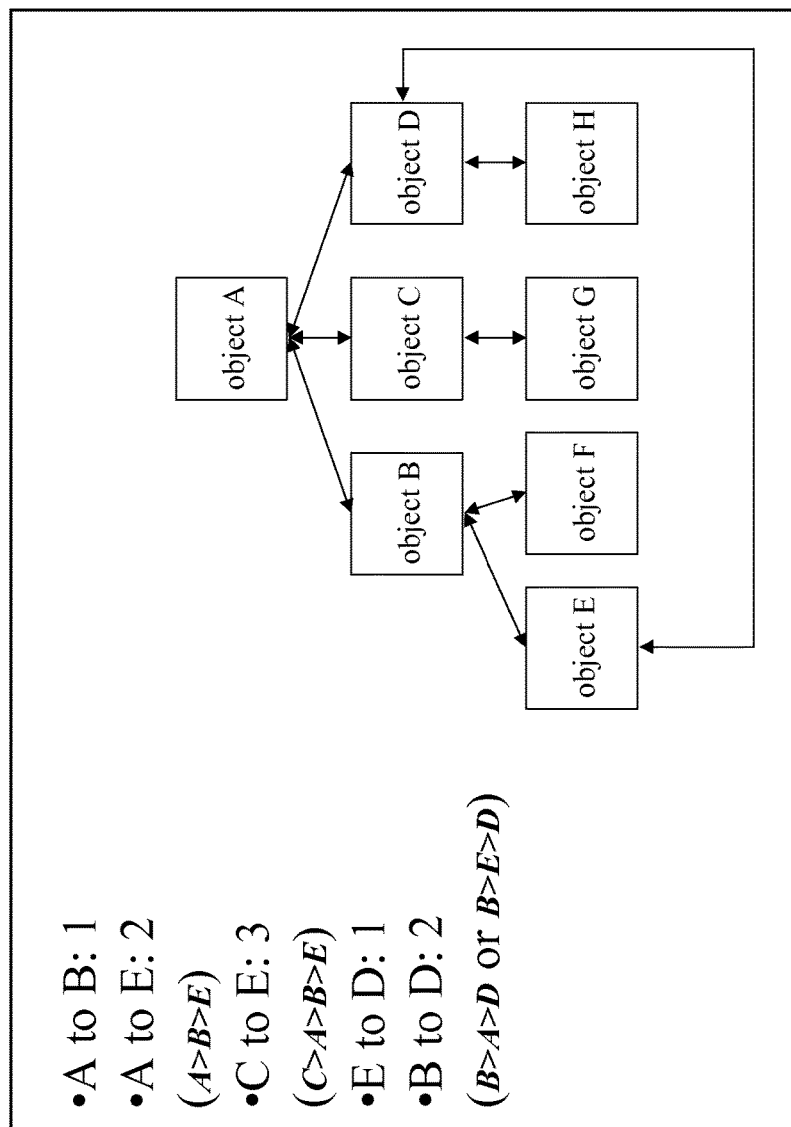 •A to B: 1
•A to E: 2
(A>B>E)
•C to E: 3
(C>A>B>E)
•E to D: 1
•B to D: 2
(B>A>D or B>E>D)
object A
object B
object C
object D
object E
object F
object G
object H